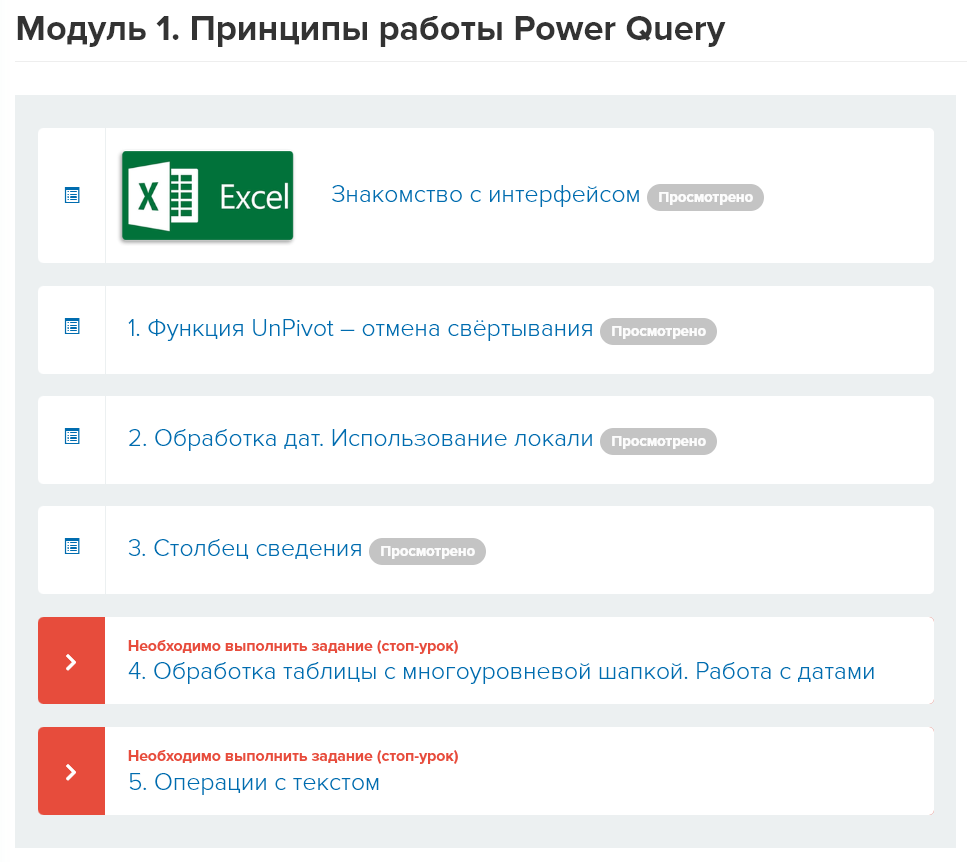 Модуль 1. Принципы работы Power Query
X Excel
Знакомство с интерфейсом Просмотрено
1. Функция UnPivot – отмена свёртывания Просмотрено
2. Обработка дат. Использование локали Просмотрено
3. Столбец сведения Просмотрено
Необходимо выполнить задание (стоп-урок)
4. Обработка таблицы с многоуровневой шапкой. Работа с датами
Необходимо выполнить задание (стоп-урок)
5. Операции с текстом